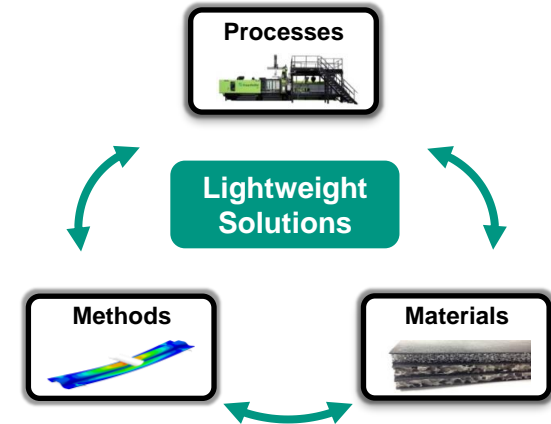 Processes
Lightweight
Solutions
Methods
Materials